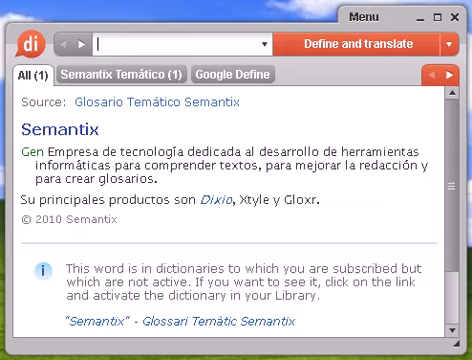 Menu
di
Define and translate
All (1)
Semantix Temático (1)
Google Define
Source: Glosario Temático Semantix
Semantix
Gen Empresa de tecnología dedicada al desarrollo de herramientas
informáticas para comprender textos, para mejorar la redacción y
para crear glosarios.
Su principales producto son Dixio, Xtyle y Gloxr.
© 2010 Semantix
This word is in dictionaries to which you are subscribed but
which are not active. If you want to see it, click on the link
and activate the dictionary in your Library.
"Semantix" - Glossari Temàtic Semantix